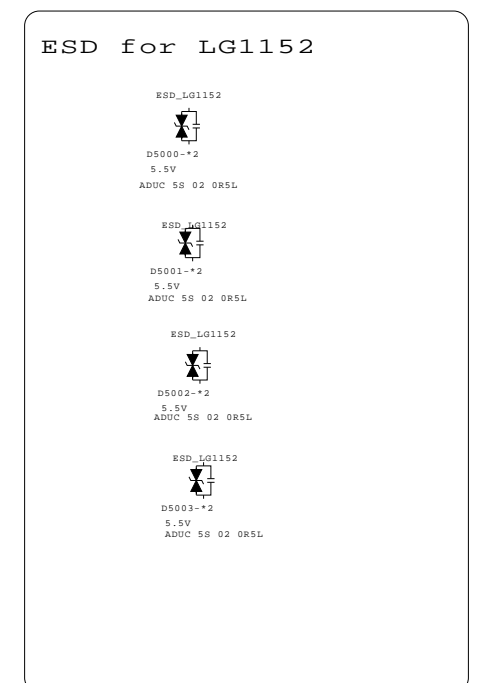 ESD for LG1152
ESD_LG1152
D5000-*2
5.5V
ADUC 5S 02 0R5L
ESD_LG1152
D5001-*2
5.5V
ADUC 5S 02 0R5L
ESD_LG1152
D5002-*2
5.5V
ADUC 5S 02 0R5L
ESD_LG1152
D5003-*2
5.5V
ADUC 5S 02 0R5L